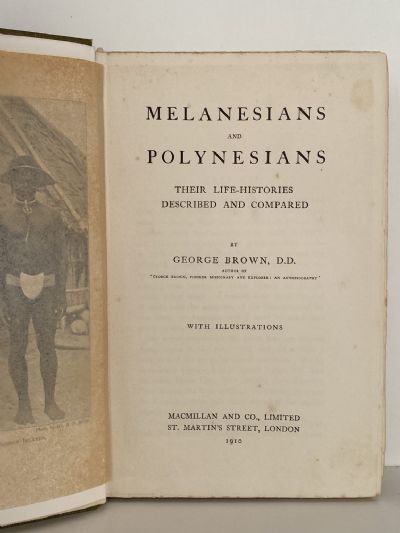 MELANESIANS
AND
POLYNESIANS
THEIR LIFE-HISTORIES
DESCRIBED AND COMPARED
BY
GEORGE BROWN, D.D.
AUTHOR OF
"GEORGE BROWN, PIONEER MISSIONARY AND EXPLORER: AN AUTOBIOGRAPHY"
WITH ILLUSTRATIONS
MACMILLAN AND CO., LIMITED
ST. MARTIN'S STREET, LONDON
1910